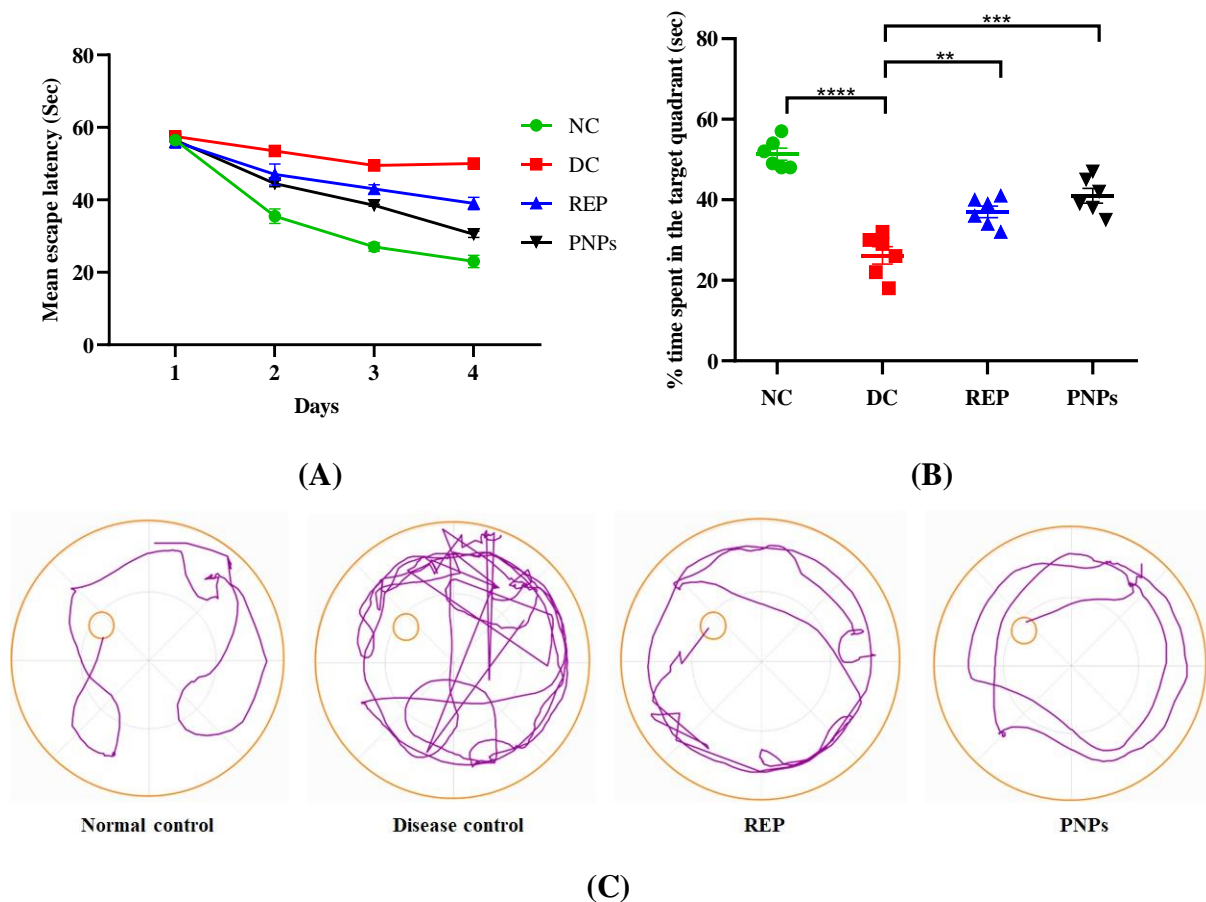 Mean escape latency (Sec)
80
60
40
20
0
1 2 3 4
Days
NC
DC
REP
PNPs
(A)
% time spent in the target quadrant (sec)
80
60
40
20
0
****
**
***
NC DC REP PNPs
(B)
Normal control Disease control REP PNPs
(C)